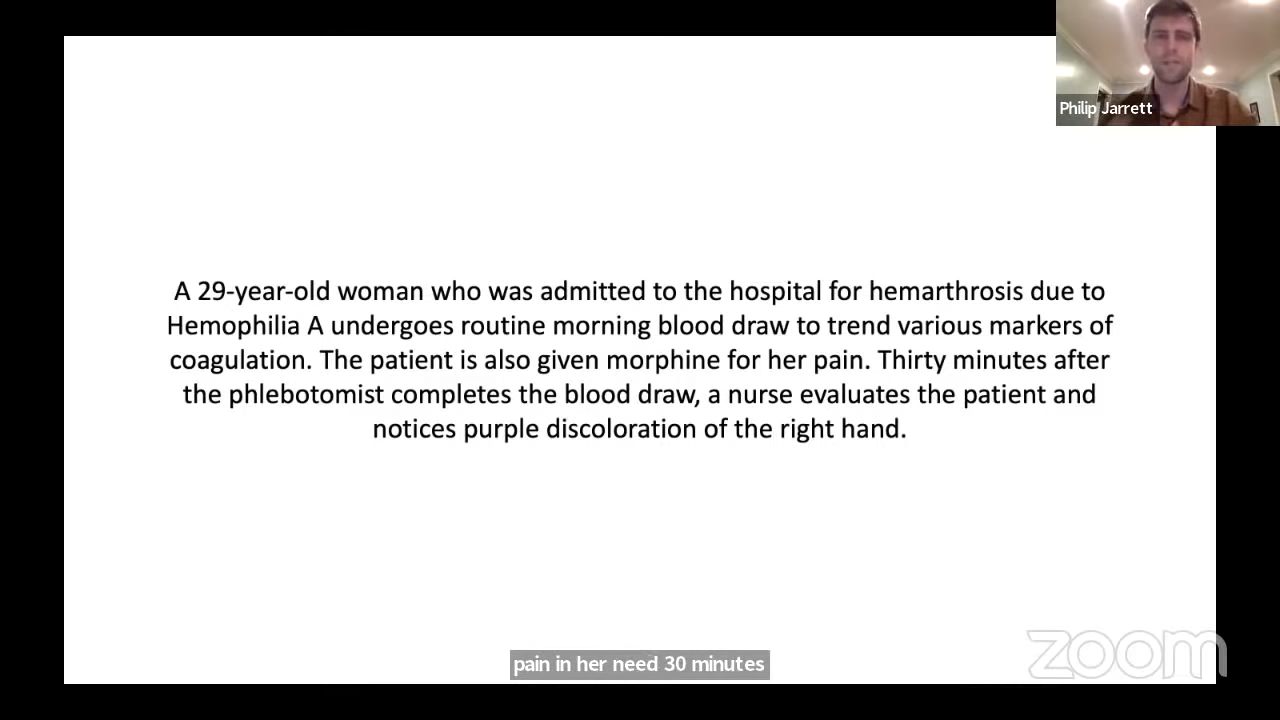 Philip Jarrett
A 29-year-old woman who was admitted to the hospital for hemarthrosis due to
Hemophilia A undergoes routine morning blood draw to trend various markers of
coagulation. The patient is also given morphine for her pain. Thirty minutes after
the phlebotomist completes the blood draw, a nurse evaluates the patient and
notices purple discoloration of the right hand.
pain in her need 30 minutes
zoom